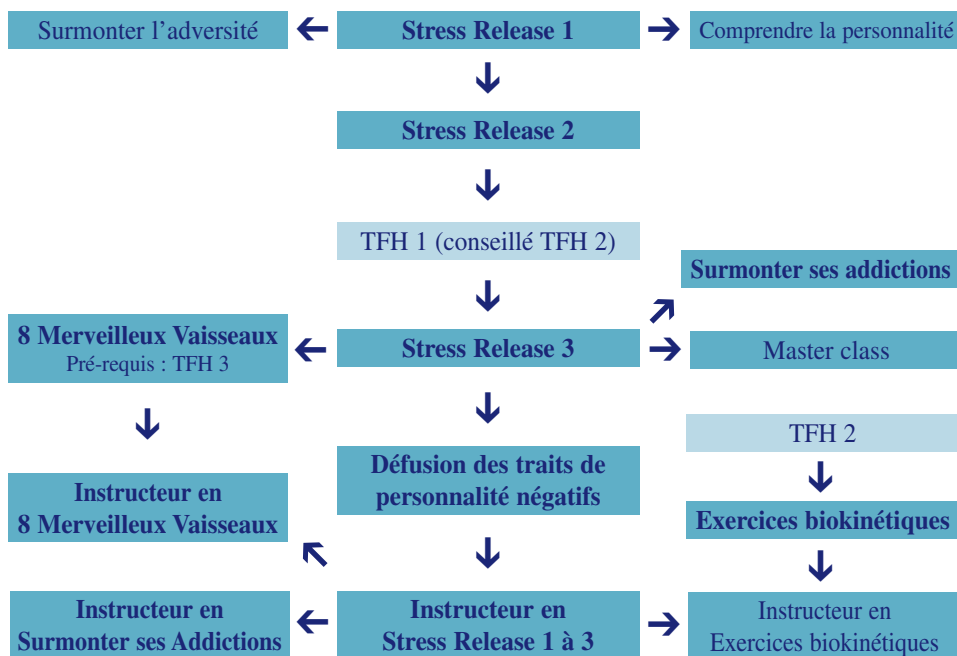 Surmonter l’adversité
Stress Release 1
Comprendre la personnalité
Stress Release 2
TFH 1 (conseillé TFH 2)
Surmonter ses addictions
8 Merveilleux Vaisseaux
Pré-requis : TFH 3
Stress Release 3
Master class
TFH 2
Défusion des traits de
personnalité négatifs
Instructeur en
8 Merveilleux Vaisseaux
Exercices biokinétiques
Instructeur en
Surmonter ses Addictions
Instructeur en
Stress Release 1 à 3
Instructeur en
Exercices biokinétiques